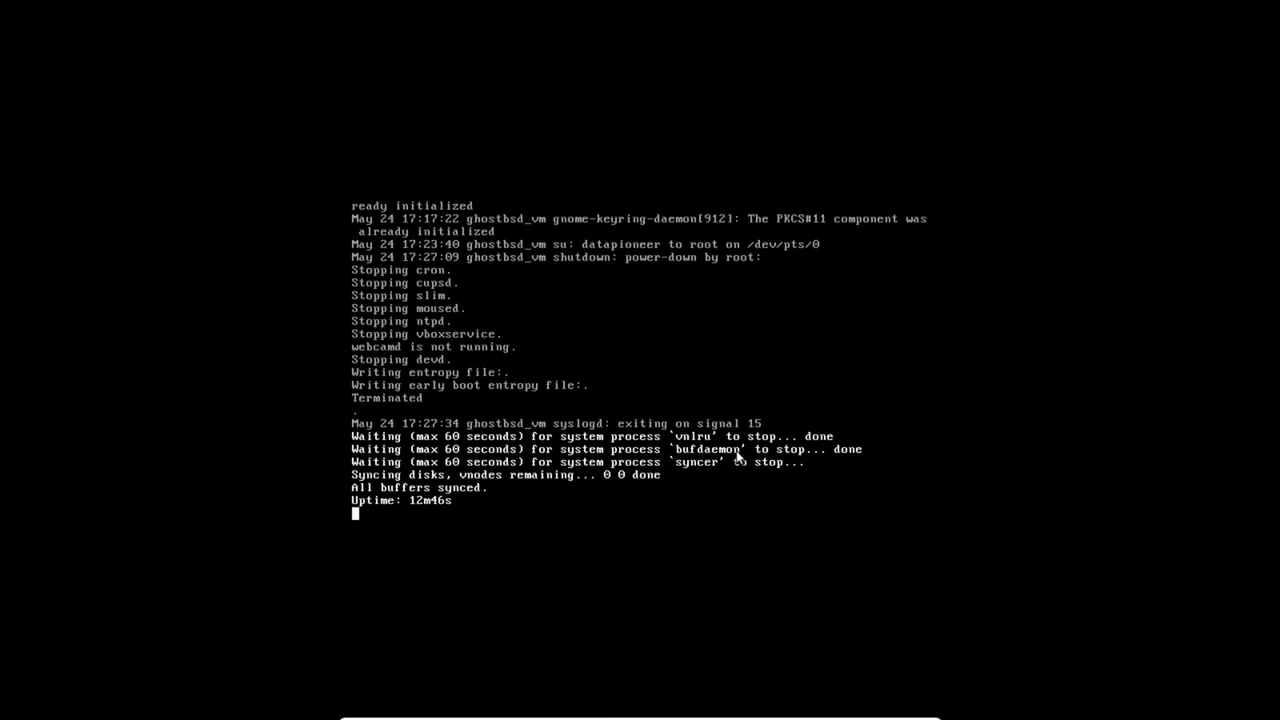 ready initialized
May 24 17:17:22 ghostbsd_vm gnome-keyring-daemon[912]: The PKCS#11 component was
 already initialized
May 24 17:23:40 ghostbsd_vm su: datapioneer to root on /dev/pts/0
May 24 17:27:09 ghostbsd_vm shutdown: power-down by root:
Stopping cron.
Stopping cupsd.
Stopping slim.
Stopping moused.
Stopping ntpd.
Stopping vboxservice.
webcamd is not running.
Stopping devd.
Writing entropy file:.
Writing early boot entropy file:.
Terminated
.
May 24 17:27:34 ghostbsd_vm syslogd: exiting on signal 15
Waiting (max 60 seconds) for system process `vnlru' to stop... done
Waiting (max 60 seconds) for system process `bufdaemon' to stop... done
Waiting (max 60 seconds) for system process `syncer' to stop...
Syncing disks, vnodes remaining... 0 0 done
All buffers synced.
Uptime: 12m46s